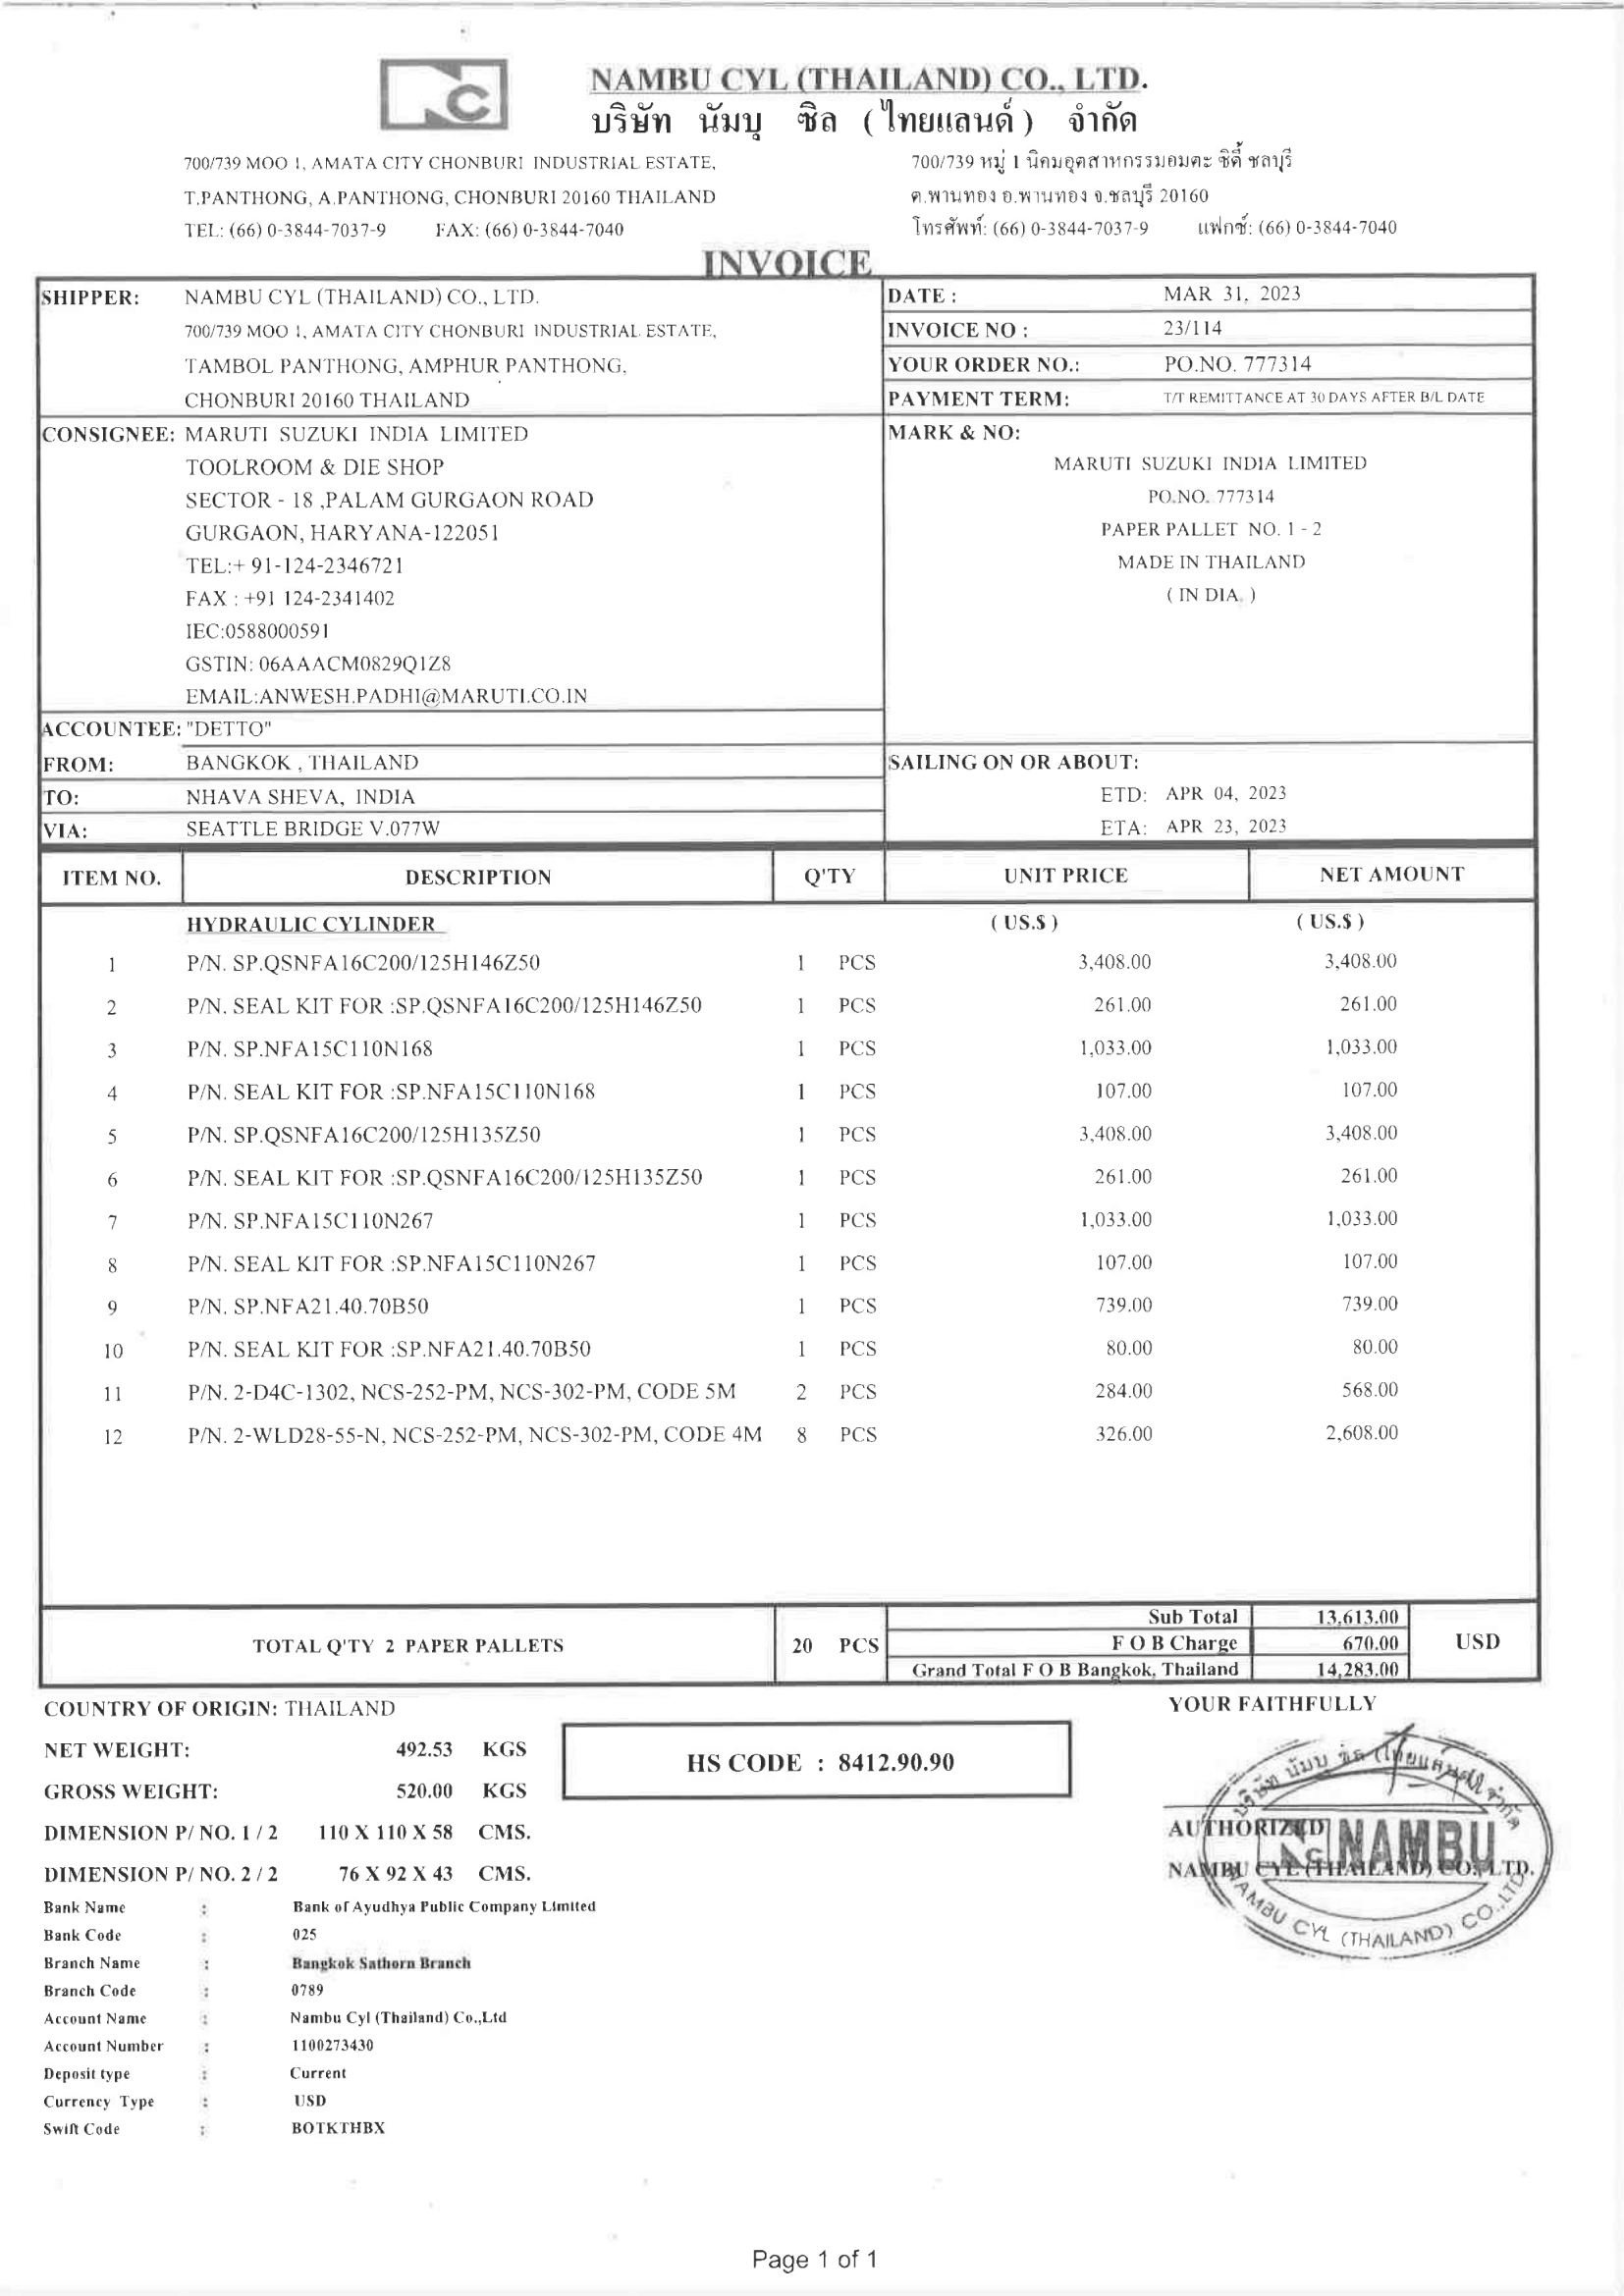 NAMBU CYL (THAILAND) CO., LTD.
บริษัท นัมบุ ซิล (ไทยแลนด์) จำกัด
700/739 MOO 1, AMATA CITY CHONBURI INDUSTRIAL ESTATE,
T.PANTHONG, A.PANTHONG, CHONBURI 20160 THAILAND
TEL: (66) 0-3844-7037-9 FAX: (66) 0-3844-7040
700/739 หมู่ 1 นิคมอุตสาหกรรมอมตะ ซิตี้ ชลบุรี
ต.พานทอง อ.พานทอง จ.ชลบุรี 20160
โทรศัพท์: (66) 0-3844-7037-9 แฟกซ์: (66) 0-3844-7040
INVOICE
SHIPPER: NAMBU CYL (THAILAND) CO., LTD.
700/739 MOO 1, AMATA CITY CHONBURI INDUSTRIAL ESTATE,
TAMBOL PANTHONG, AMPHUR PANTHONG,
CHONBURI 20160 THAILAND
DATE : MAR 31, 2023
INVOICE NO : 23/114
YOUR ORDER NO.: PO.NO. 777314
PAYMENT TERM: T/T REMITTANCE AT 30 DAYS AFTER B/L DATE
CONSIGNEE: MARUTI SUZUKI INDIA LIMITED
TOOLROOM & DIE SHOP
SECTOR - 18 ,PALAM GURGAON ROAD
GURGAON, HARYANA-122051
TEL:+ 91-124-2346721
FAX : +91 124-2341402
IEC:0588000591
GSTIN: 06AAACM0829Q1Z8
EMAIL:ANWESH.PADHI@MARUTI.CO.IN
MARK & NO:
MARUTI SUZUKI INDIA LIMITED
PO.NO. 777314
PAPER PALLET NO. 1 - 2
MADE IN THAILAND
( IN DIA. )
ACCOUNTEE: "DETTO"
FROM: BANGKOK , THAILAND
TO: NHAVA SHEVA, INDIA
VIA: SEATTLE BRIDGE V.077W
SAILING ON OR ABOUT:
ETD: APR 04, 2023
ETA: APR 23, 2023
ITEM NO. DESCRIPTION Q'TY UNIT PRICE NET AMOUNT
HYDRAULIC CYLINDER ( US.$ ) ( US.$ )
1 P/N. SP.QSNFA16C200/125H146Z50 1 PCS 3,408.00 3,408.00
2 P/N. SEAL KIT FOR :SP.QSNFA16C200/125H146Z50 1 PCS 261.00 261.00
3 P/N. SP.NFA15C110N168 1 PCS 1,033.00 1,033.00
4 P/N. SEAL KIT FOR :SP.NFA15C110N168 1 PCS 107.00 107.00
5 P/N. SP.QSNFA16C200/125H135Z50 1 PCS 3,408.00 3,408.00
6 P/N. SEAL KIT FOR :SP.QSNFA16C200/125H135Z50 1 PCS 261.00 261.00
7 P/N. SP.NFA15C110N267 1 PCS 1,033.00 1,033.00
8 P/N. SEAL KIT FOR :SP.NFA15C110N267 1 PCS 107.00 107.00
9 P/N. SP.NFA21.40.70B50 1 PCS 739.00 739.00
10 P/N. SEAL KIT FOR :SP.NFA21.40.70B50 1 PCS 80.00 80.00
11 P/N. 2-D4C-1302, NCS-252-PM, NCS-302-PM, CODE 5M 2 PCS 284.00 568.00
12 P/N. 2-WLD28-55-N, NCS-252-PM, NCS-302-PM, CODE 4M 8 PCS 326.00 2,608.00
TOTAL Q'TY 2 PAPER PALLETS 20 PCS
Sub Total 13,613.00
F O B Charge 670.00 USD
Grand Total F O B Bangkok, Thailand 14,283.00
COUNTRY OF ORIGIN: THAILAND
NET WEIGHT: 492.53 KGS
GROSS WEIGHT: 520.00 KGS
DIMENSION P/ NO. 1 / 2 110 X 110 X 58 CMS.
DIMENSION P/ NO. 2 / 2 76 X 92 X 43 CMS.
HS CODE : 8412.90.90
YOUR FAITHFULLY
AUTHORIZED
NAMBU CYL (THAILAND) CO., LTD.
บริษัท นัมบุ ซิล (ไทยแลนด์) จำกัด
NC NAMBU
NAMBU CYL (THAILAND) CO.,LTD.
Bank Name : Bank of Ayudhya Public Company Limited
Bank Code : 025
Branch Name : Bangkok Sathorn Branch
Branch Code : 0789
Account Name : Nambu Cyl (Thailand) Co.,Ltd
Account Number : 1100273430
Deposit type : Current
Currency Type : USD
Swift Code : BOTKTHBX
Page 1 of 1